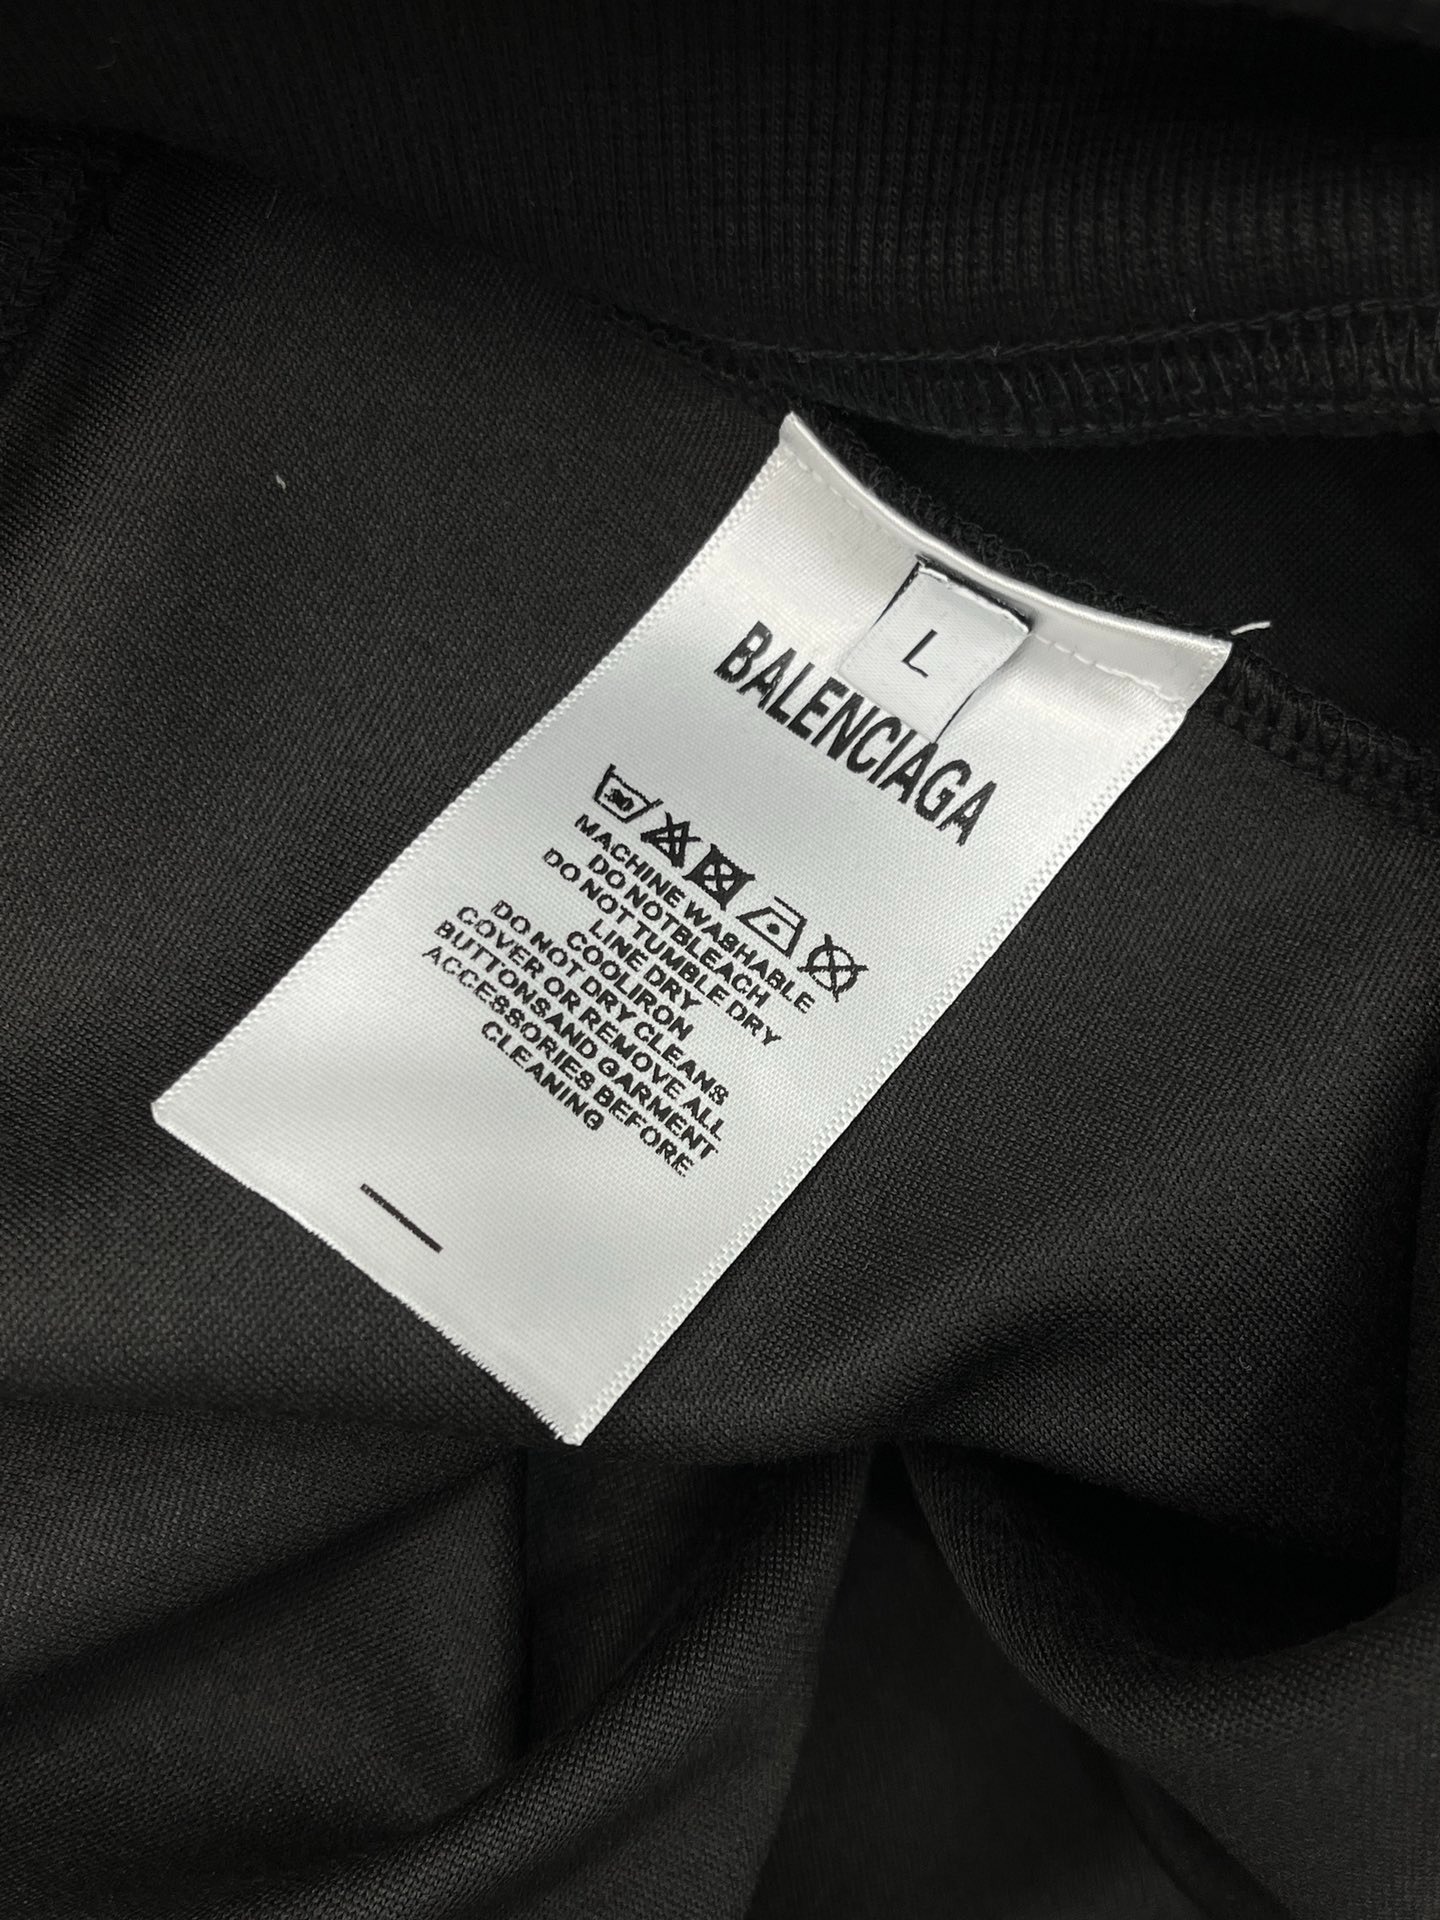 L
BALENCIAGA
30
MACHINE WASHABLE
DO NOTBLEACH
DO NOT TUMBLE DRY
LINE DRY
COOLIRON
DO NOT DRY CLEANS
COVER OR REMOVE ALL
BUTTONSAND GARMENT
ACCESSORIES BEFORE
CLEANING